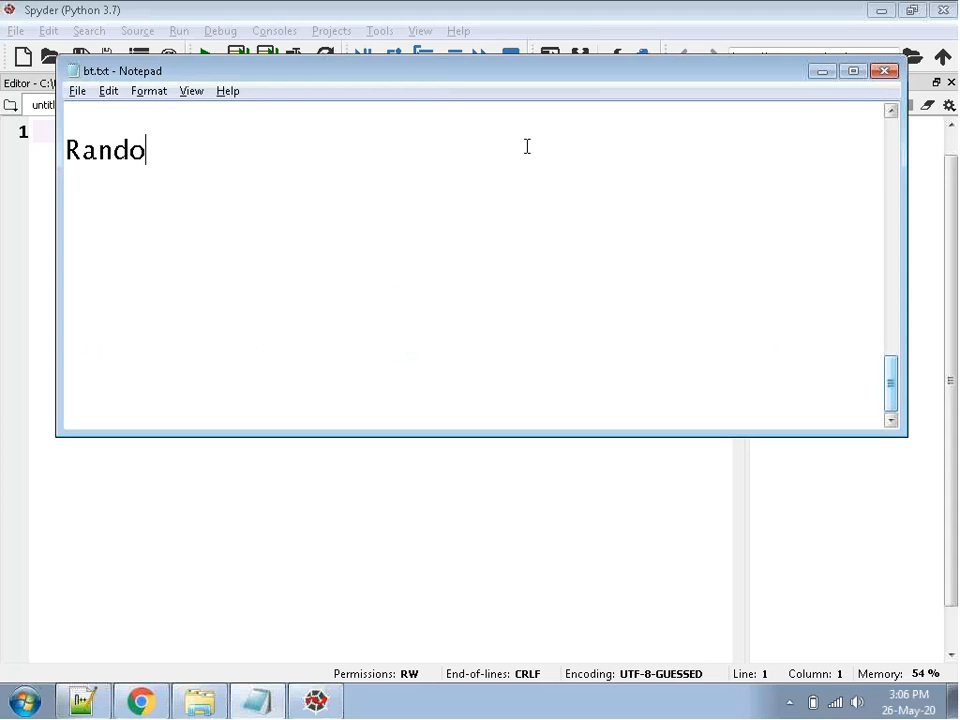 Spyder (Python 3.7)
File Edit Search Source Run Debug Consoles Projects Tools View Help
Editor - C:\
bt.txt - Notepad
File Edit Format View Help
1
Rando
Permissions: RW End-of-lines: CRLF Encoding: UTF-8-GUESSED Line: 1 Column: 1 Memory: 54 %
3:06 PM
26-May-20